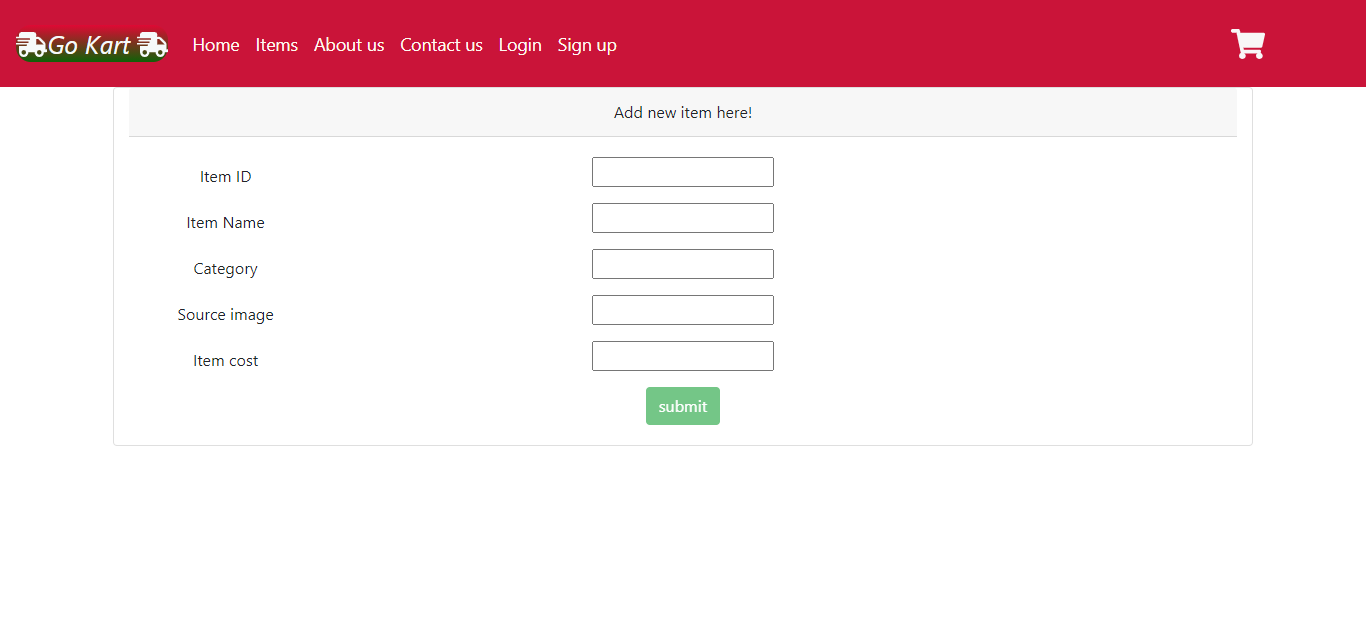 Go Kart Home Items About us Contact us Login Sign up
Add new item here!
Item ID
Item Name
Category
Source image
Item cost
submit